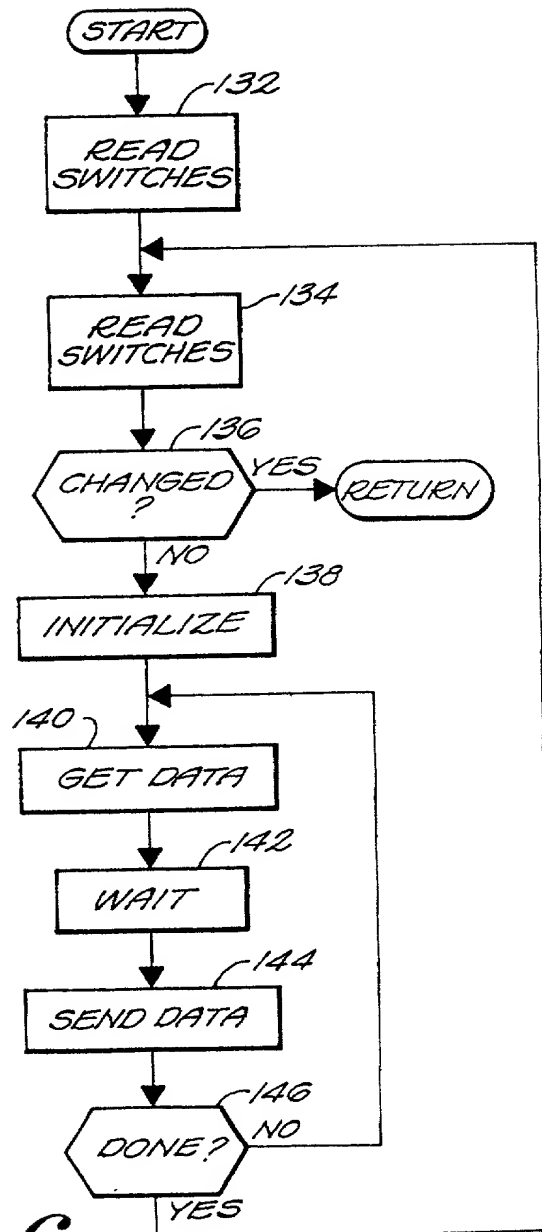 START
132
READ
SWITCHES
134
READ
SWITCHES
136
CHANGED
?
YES
RETURN
NO
138
INITIALIZE
140
GET DATA
142
WAIT
144
SEND DATA
146
DONE?
NO
YES